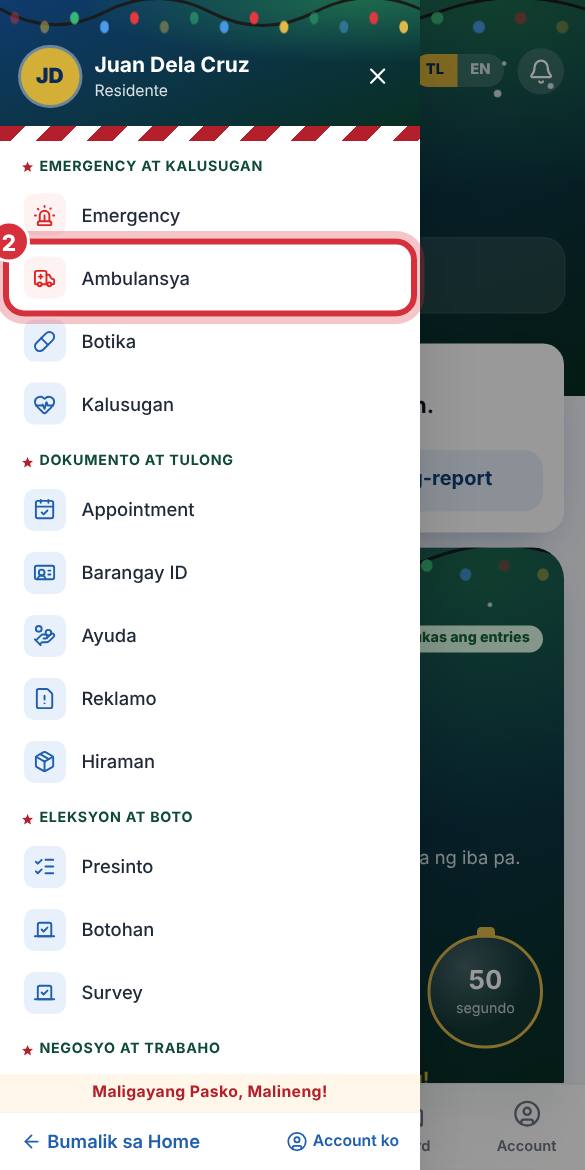 JD
Juan Dela Cruz
Residente
TL EN
EMERGENCY AT KALUSUGAN
Emergency
2
Ambulansya
Botika
Kalusugan
DOKUMENTO AT TULONG
-report
Appointment
Barangay ID
Ayuda
ang entries
Reklamo
Hiraman
ELEKSYON AT BOTO
ng iba pa.
Presinto
Botohan
50
segundo
Survey
NEGOSYO AT TRABAHO
Maligayang Pasko, Malineng!
Bumalik sa Home
Account ko
Account